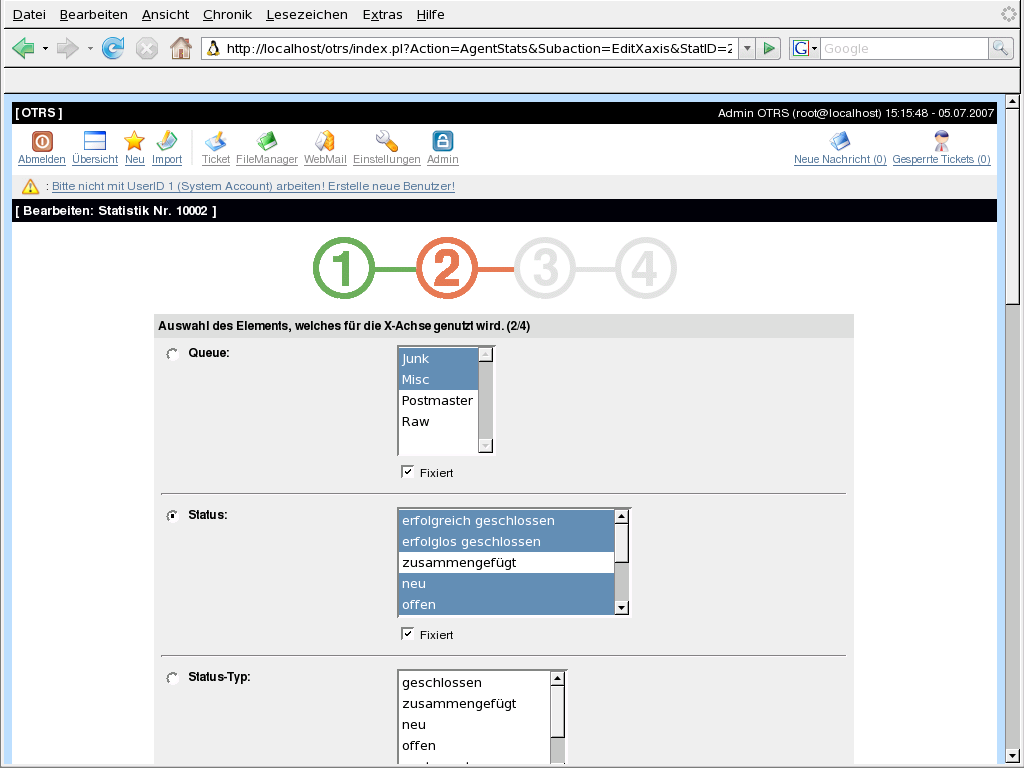 Datei Bearbeiten Ansicht Chronik Lesezeichen Extras Hilfe
http://localhost/otrs/index.pl?Action=AgentStats&Subaction=EditXaxis&StatID=2 G Google
[ OTRS ] Admin OTRS (root@localhost) 15:15:48 - 05.07.2007
Abmelden Übersicht Neu Import Ticket FileManager WebMail Einstellungen Admin Neue Nachricht (0) Gesperrte Tickets (0)
: Bitte nicht mit UserID 1 (System Account) arbeiten! Erstelle neue Benutzer!
[ Bearbeiten: Statistik Nr. 10002 ]
1 2 3 4
Auswahl des Elements, welches für die X-Achse genutzt wird. (2/4)
Queue:
Junk
Misc
Postmaster
Raw
Fixiert
Status:
erfolgreich geschlossen
erfolglos geschlossen
zusammengefügt
neu
offen
Fixiert
Status-Typ:
geschlossen
zusammengefügt
neu
offen